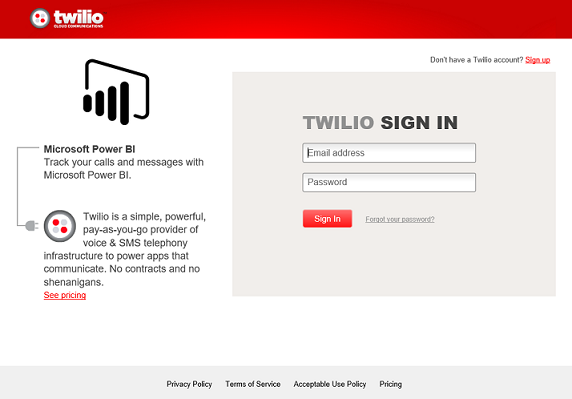 twilio
CLOUD COMMUNICATIONS
Don't have a Twilio account? Sign up
Microsoft Power BI
Track your calls and messages with
Microsoft Power BI.
Twilio is a simple, powerful,
pay-as-you-go provider of
voice & SMS telephony
infrastructure to power apps that
communicate. No contracts and no
shenanigans.
See pricing
TWILIO SIGN IN
Email address
Password
Sign In
Forgot your password?
Privacy Policy Terms of Service Acceptable Use Policy Pricing